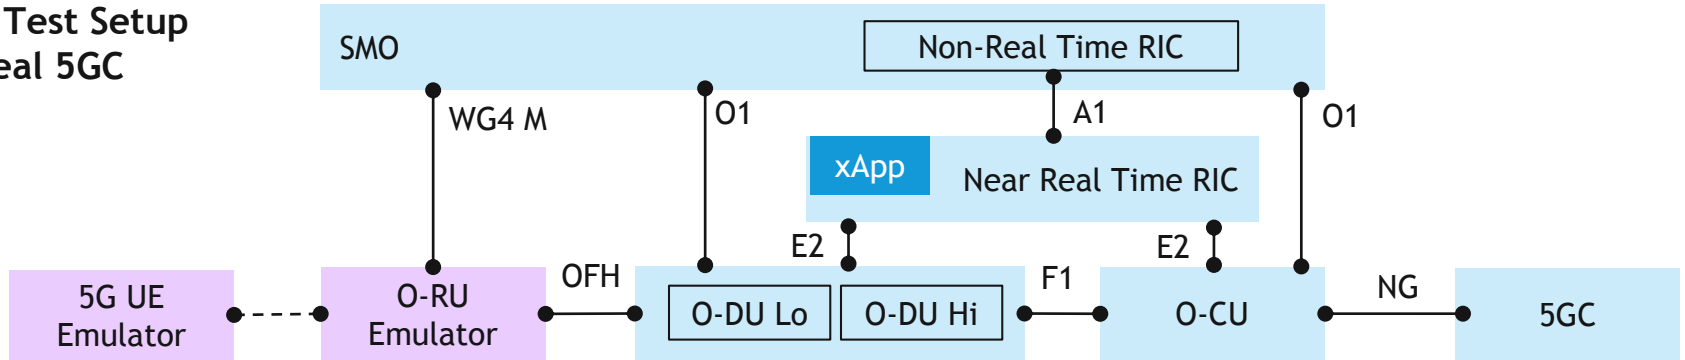 Test Setup
eal 5GC
SMO
Non-Real Time RIC
WG4 M
O1
A1
O1
xApp
Near Real Time RIC
E2
E2
5G UE
Emulator
O-RU
Emulator
OFH
O-DU Lo
O-DU Hi
F1
O-CU
NG
5GC